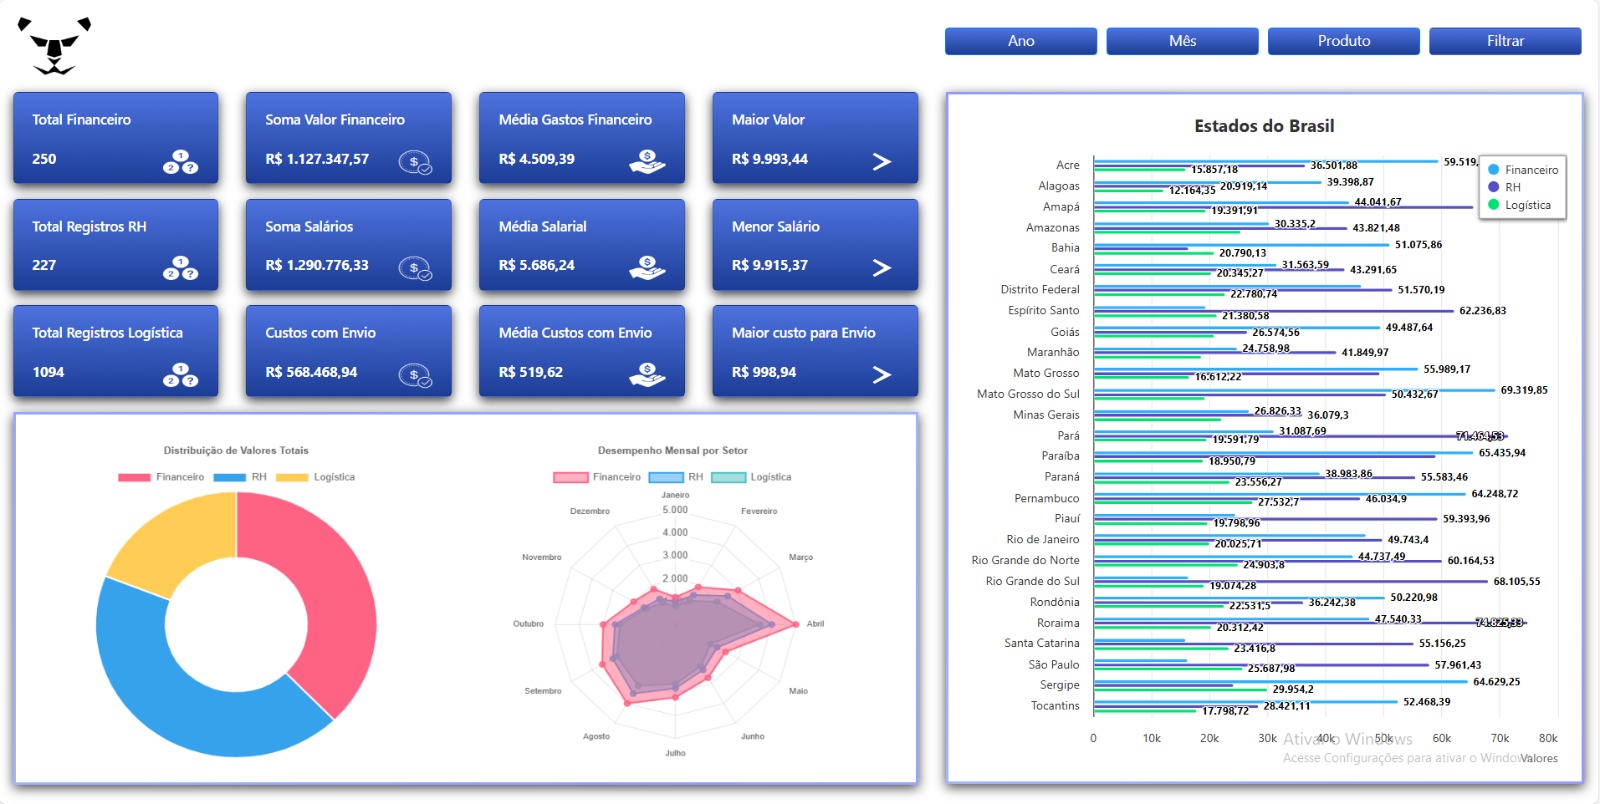 Ano
Mês
Produto
Filtrar
Total Financeiro
250
Soma Valor Financeiro
R$ 1.127.347,57
Média Gastos Financeiro
R$ 4.509,39
Maior Valor
R$ 9.993,44
Total Registros RH
227
Soma Salários
R$ 1.290.776,33
Média Salarial
R$ 5.686,24
Menor Salário
R$ 9.915,37
Total Registros Logística
1094
Custos com Envio
R$ 568.468,94
Média Custos com Envio
R$ 519,62
Maior custo para Envio
R$ 998,94
Distribuição de Valores Totais
Financeiro RH Logística
Desempenho Mensal por Setor
Financeiro RH Logística
Janeiro
Fevereiro
Março
Abril
Maio
Junho
Julho
Agosto
Setembro
Outubro
Novembro
Dezembro
5.000
4.000
3.000
2.000
Estados do Brasil
Financeiro
RH
Logística
Acre 59.519, 36.501,88 15.857,18
Alagoas 39.398,87 20.919,14 12.164,35
Amapá 44.041,67 19.391,91
Amazonas 30.335,2 43.821,48
Bahia 51.075,86 20.790,13
Ceará 31.563,59 43.291,65 20.345,27
Distrito Federal 51.570,19 22.780,74
Espírito Santo 62.236,83 21.380,58
Goiás 49.487,64 26.574,56
Maranhão 24.758,98 41.849,97
Mato Grosso 55.989,17 16.612,22
Mato Grosso do Sul 69.319,85 50.432,67
Minas Gerais 26.826,33 36.079,3
Pará 31.087,69 71.464,53 19.591,79
Paraíba 65.435,94 18.950,79
Paraná 38.983,86 55.583,46 23.556,27
Pernambuco 64.248,72 46.034,9 27.532,7
Piauí 59.393,96 19.798,96
Rio de Janeiro 49.743,4 20.025,71
Rio Grande do Norte 44.737,49 60.164,53 24.903,8
Rio Grande do Sul 68.105,55 19.074,28
Rondônia 50.220,98 36.242,38 22.531,5
Roraima 47.540,33 74.825,33 20.312,42
Santa Catarina 55.156,25 23.416,8
São Paulo 57.961,43 25.687,98
Sergipe 64.629,25 29.954,2
Tocantins 52.468,39 28.421,11 17.798,72
0 10k 20k 30k 40k 50k 60k 70k 80k
Valores
Ativar o Windows
Acesse Configurações para ativar o Windows.